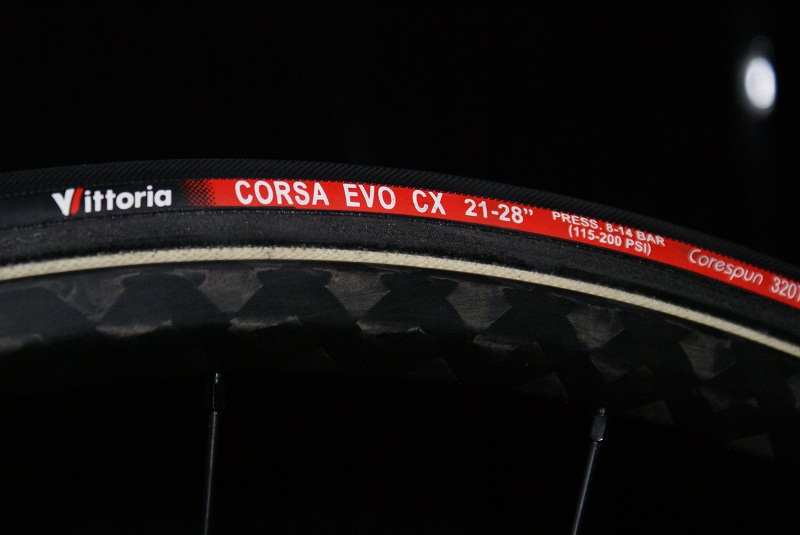 Vittoria CORSA EVO CX 21-28" PRESS. 8-14 BAR
(115-200 PSI)
Corespun